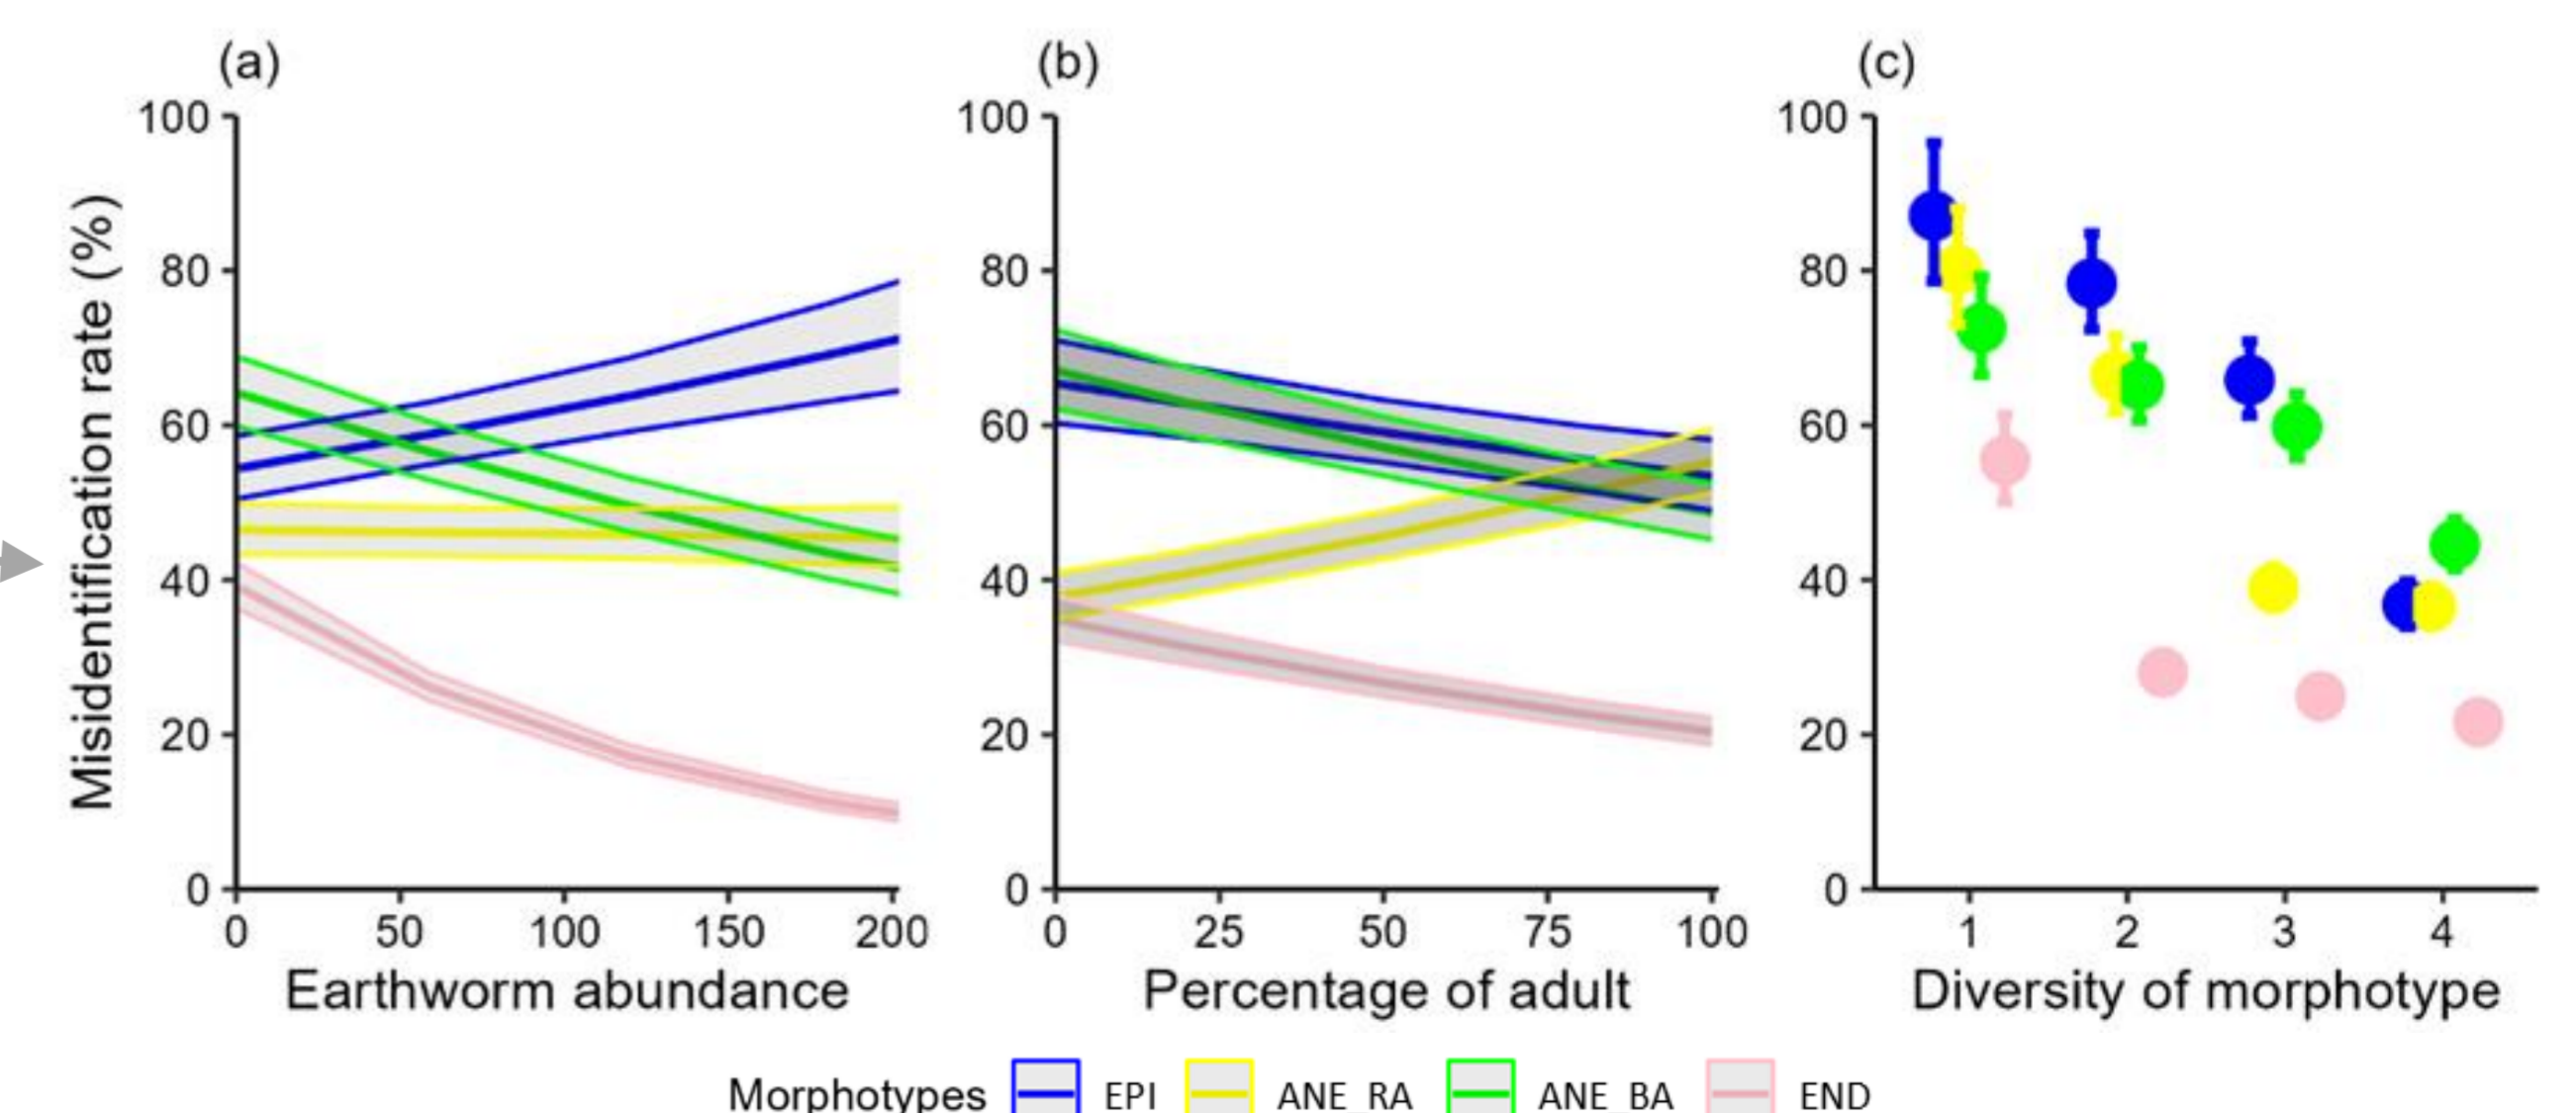 (a) (b) (c)
Misidentification rate (%)
100 100 100
80 80 80
60 60 60
40 40 40
20 20 20
0 0 0
0 50 100 150 200 0 25 50 75 100 1 2 3 4
Earthworm abundance Percentage of adult Diversity of morphotype
Morphotypes EPI ANE_RA ANE_BA END